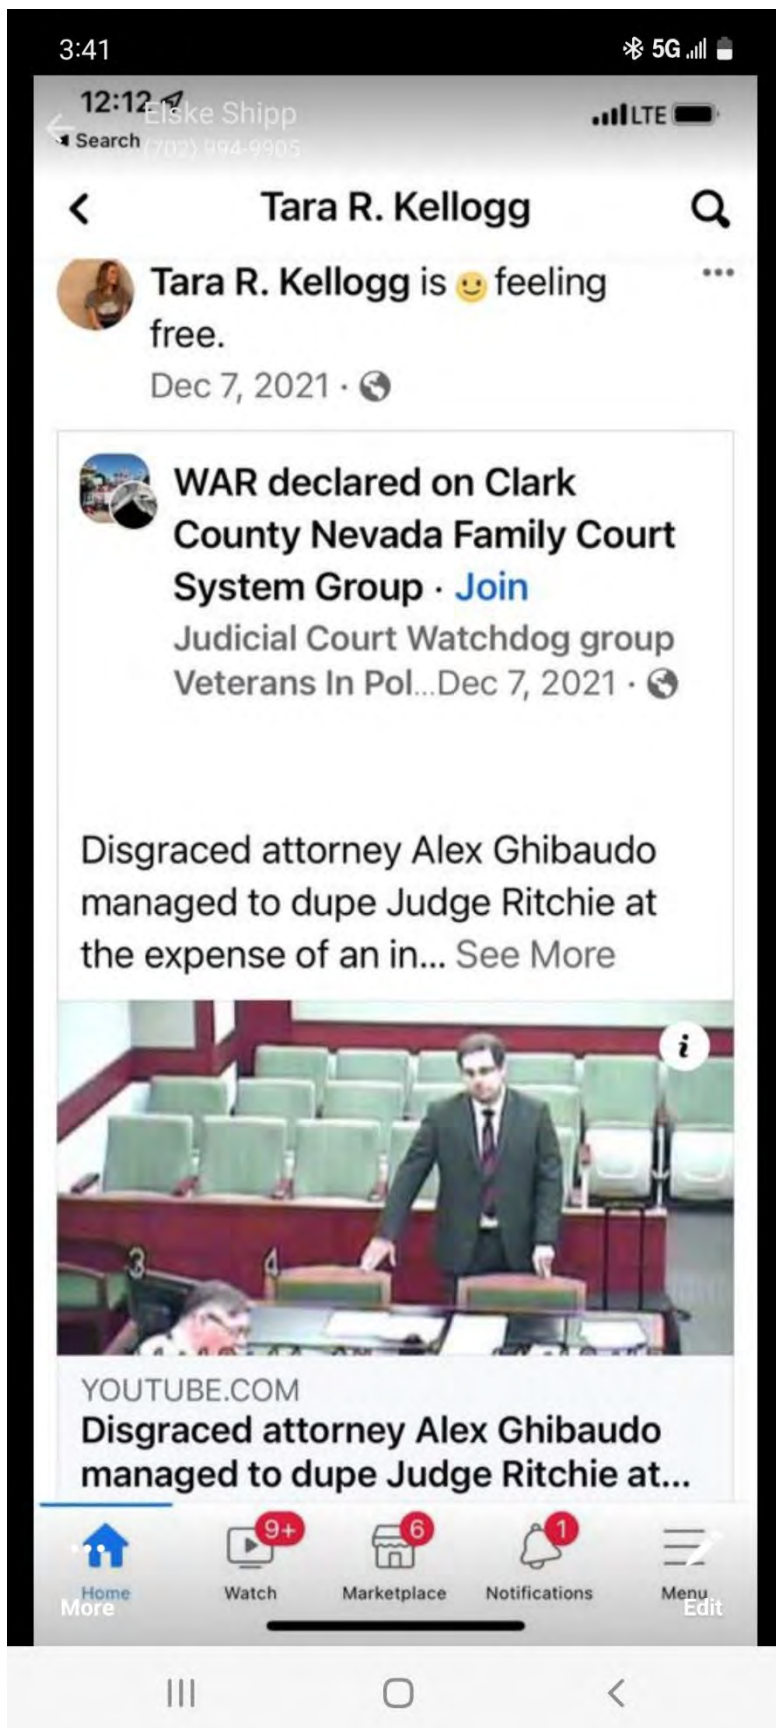 3:41
5G
12:12
Elske Shipp
LTE
Search
(702) 994-9905
Tara R. Kellogg
Tara R. Kellogg is 🙂 feeling
free.
Dec 7, 2021 ·
WAR declared on Clark
County Nevada Family Court
System Group · Join
Judicial Court Watchdog group
Veterans In Pol...Dec 7, 2021 ·
Disgraced attorney Alex Ghibaudo
managed to dupe Judge Ritchie at
the expense of an in... See More
i
3
4
YOUTUBE.COM
Disgraced attorney Alex Ghibaudo
managed to dupe Judge Ritchie at...
9+
6
1
Home
Watch
Marketplace
Notifications
Menu
More
Edit